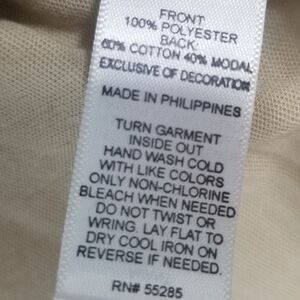 FRONT
100% POLYESTER
BACK:
60% COTTON 40% MODAL
EXCLUSIVE OF DECORATION
MADE IN PHILIPPINES
TURN GARMENT
INSIDE OUT
HAND WASH COLD
WITH LIKE COLORS
ONLY NON-CHLORINE
BLEACH WHEN NEEDED
DO NOT TWIST OR
WRING. LAY FLAT TO
DRY COOL IRON ON
REVERSE IF NEEDED.
RN# 55285